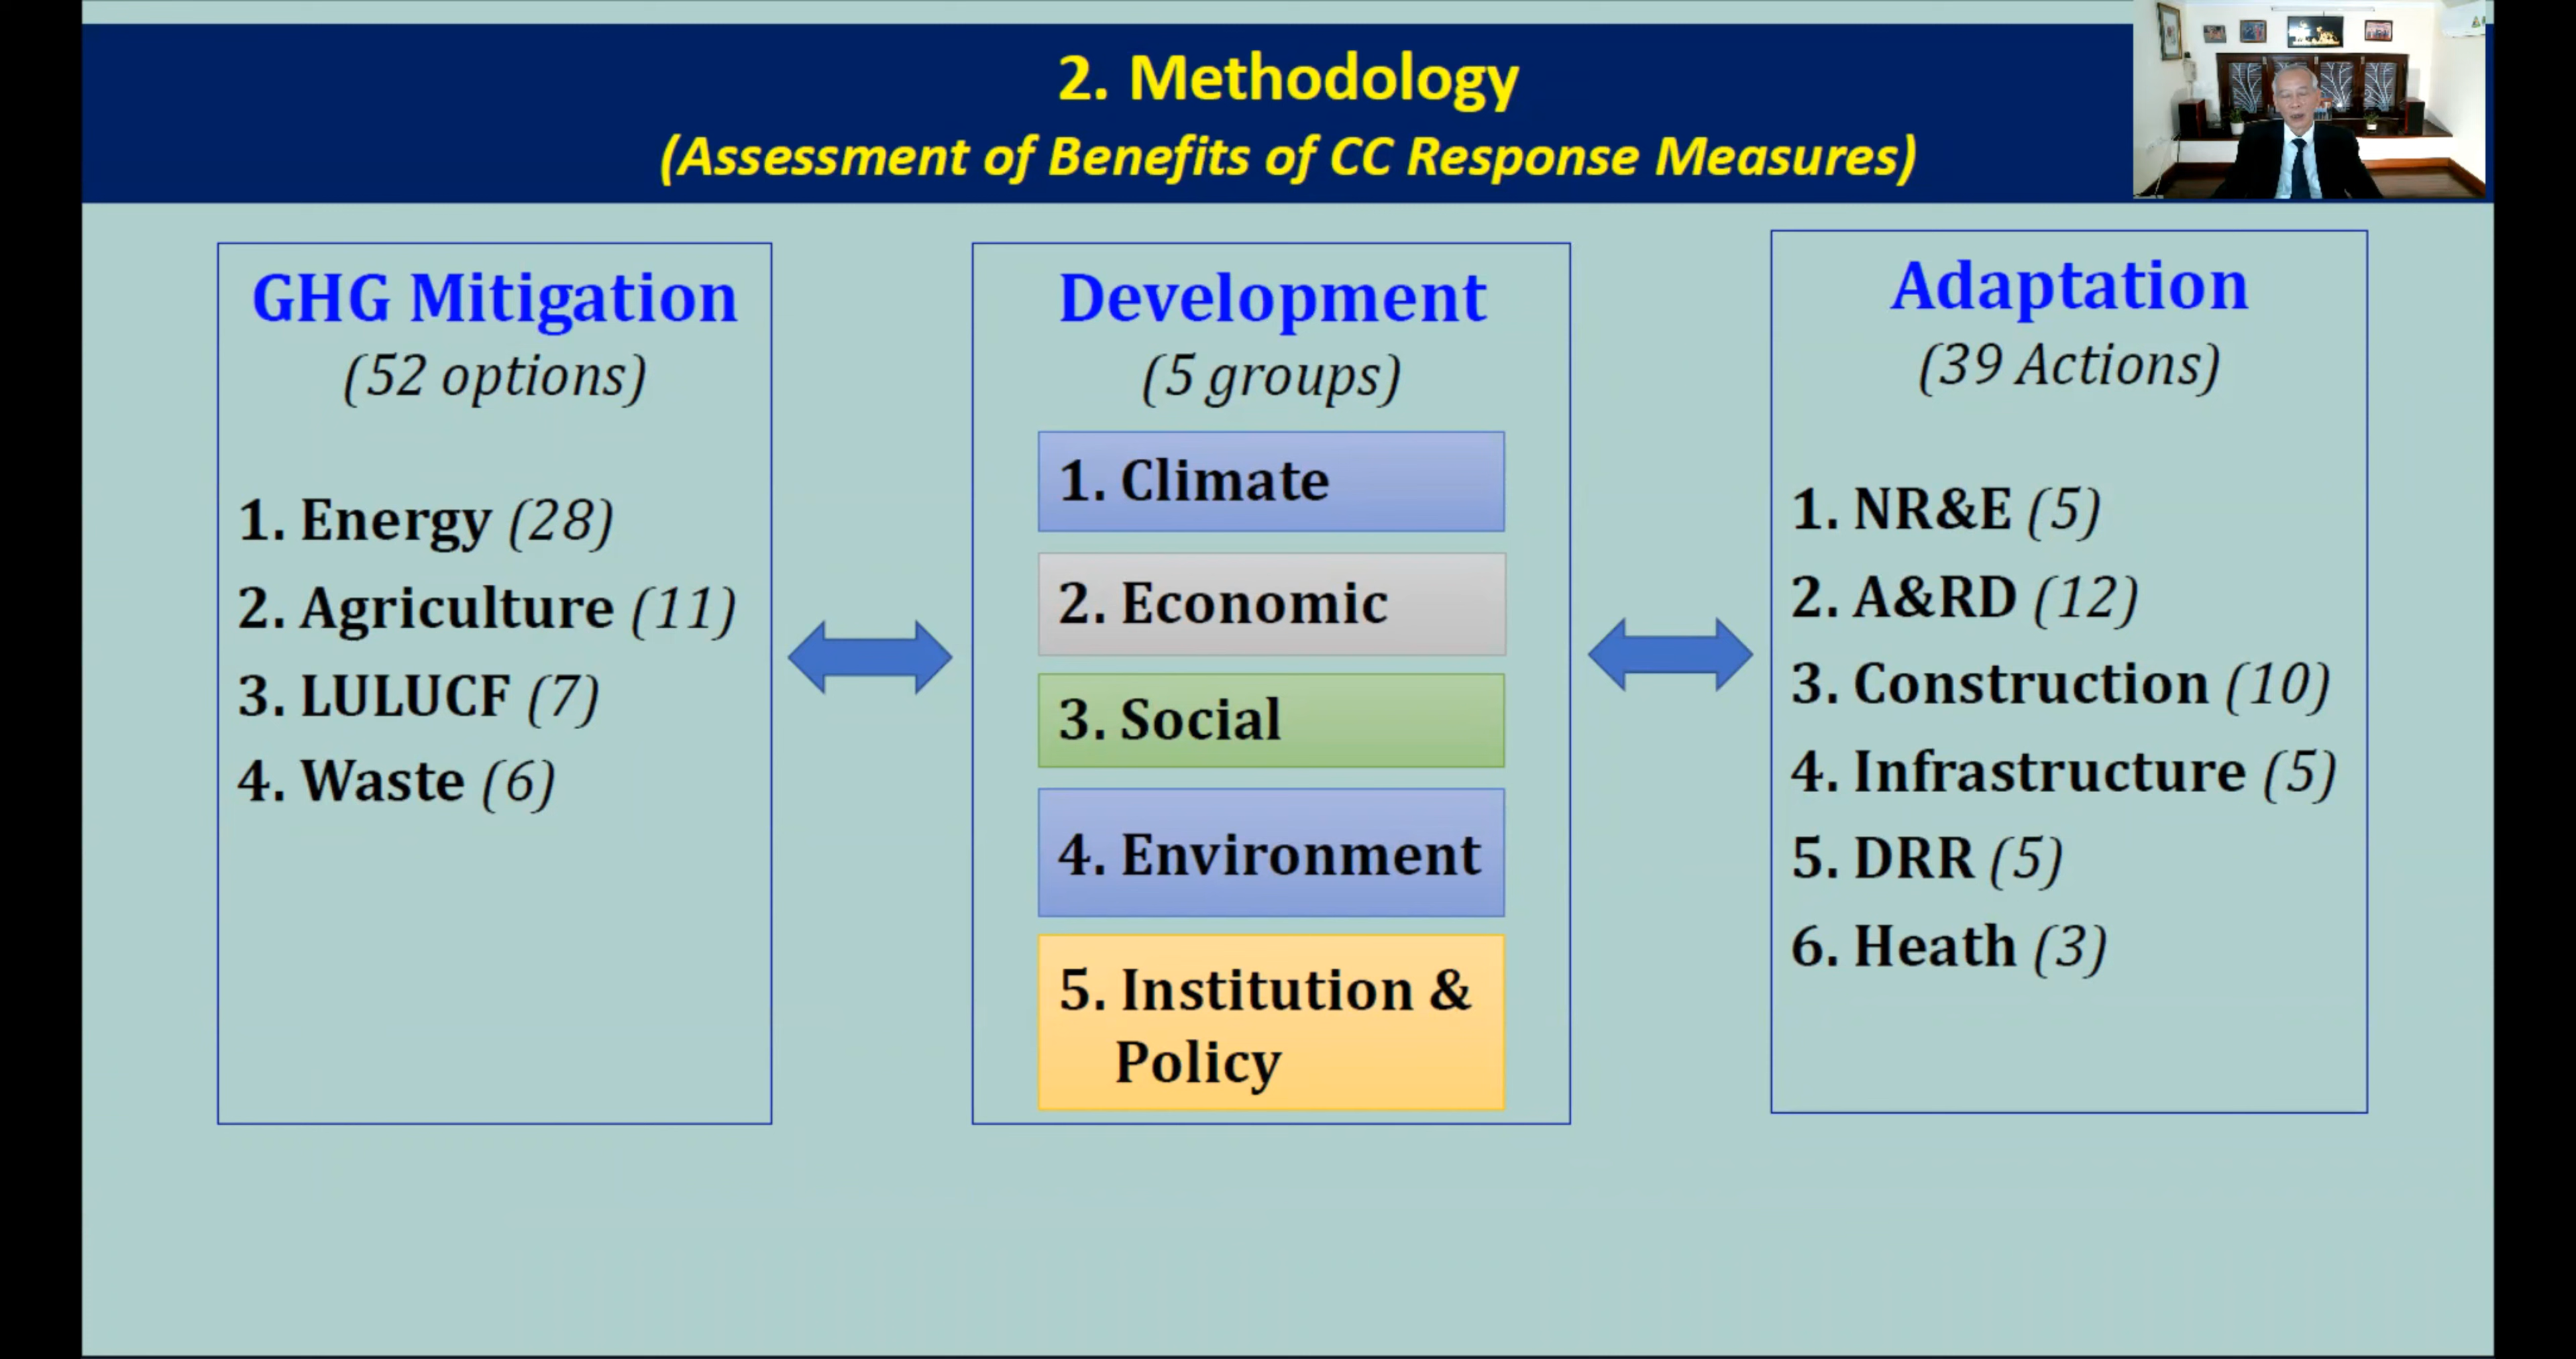 2. Methodology
(Assessment of Benefits of CC Response Measures)
GHG Mitigation
(52 options)
1. Energy (28)
2. Agriculture (11)
3. LULUCF (7)
4. Waste (6)
Development
(5 groups)
1. Climate
2. Economic
3. Social
4. Environment
5. Institution &
Policy
Adaptation
(39 Actions)
1. NR&E (5)
2. A&RD (12)
3. Construction (10)
4. Infrastructure (5)
5. DRR (5)
6. Heath (3)